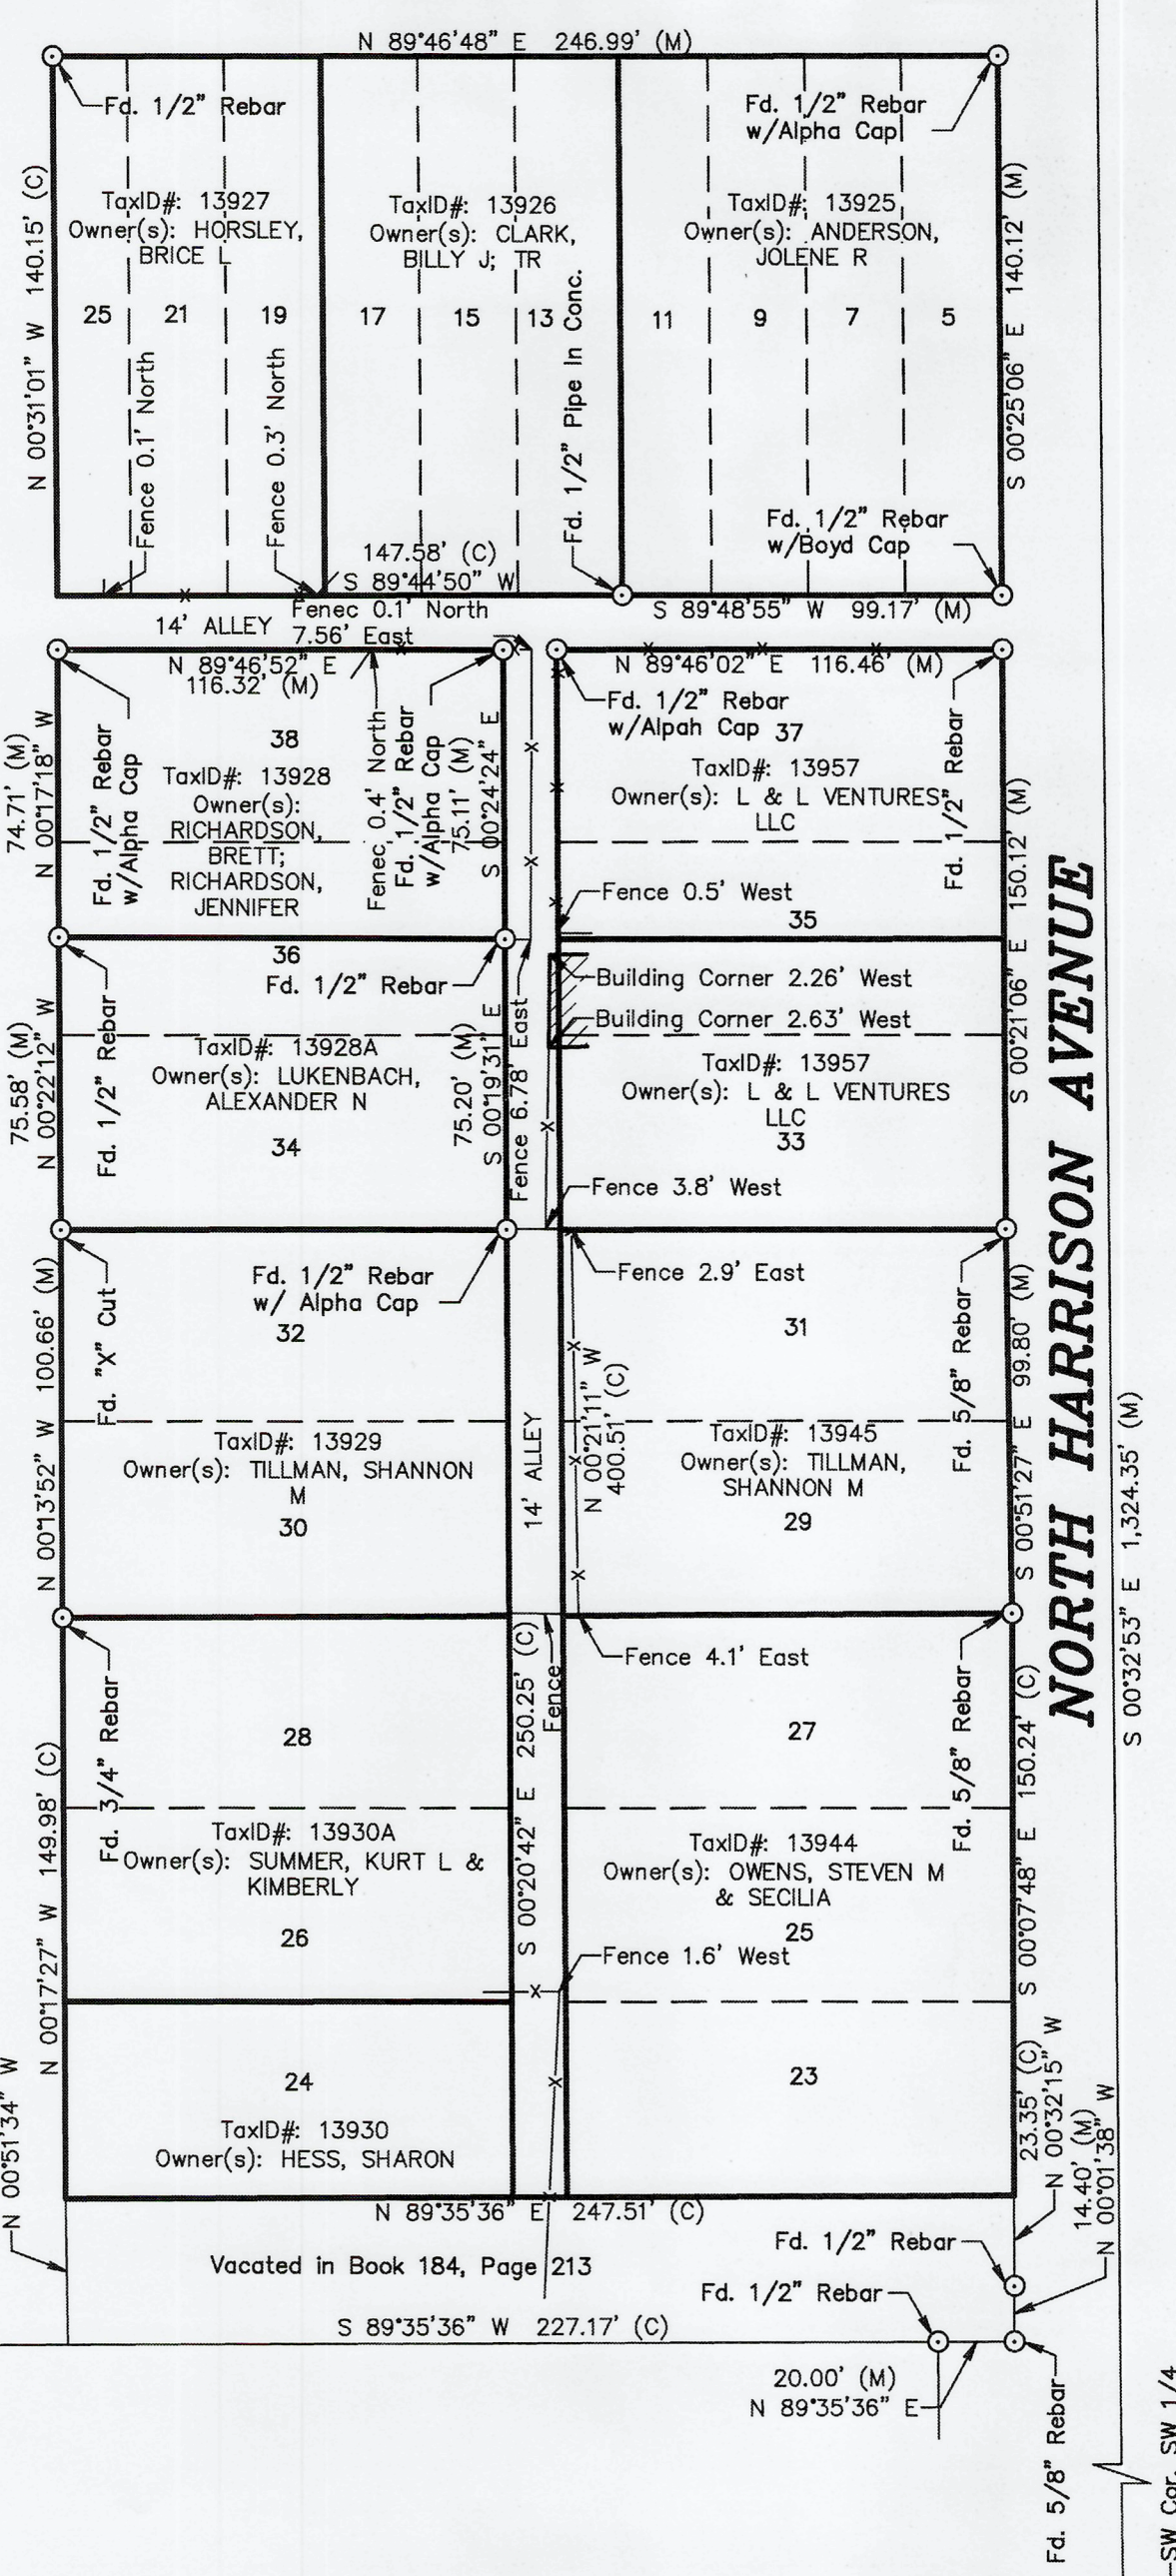 N 89°46'48" E 246.99' (M)
Fd. 1/2" Rebar
Fd. 1/2" Rebar
w/Alpha Cap
N 00°31'01" W 140.15' (C)
TaxID#: 13927
Owner(s): HORSLEY,
BRICE L
TaxID#: 13926
Owner(s): CLARK,
BILLY J; TR
TaxID#: 13925
Owner(s): ANDERSON,
JOLENE R
S 00°25'06" E 140.12' (M)
25 21 19 17 15 13 11 9 7 5
Fence 0.1' North
Fence 0.3' North
Fd. 1/2" Pipe In Conc.
Fd. 1/2" Rebar
w/Boyd Cap
147.58' (C)
S 89°44'50" W
Fenec 0.1' North
7.56' East
S 89°48'55" W 99.17' (M)
14' ALLEY
N 89°46'52" E
116.32' (M)
N 89°46'02" E 116.46' (M)
74.71' (M)
N 00°17'18" W
Fd. 1/2" Rebar
w/Alpha Cap
38
TaxID#: 13928
Owner(s):
RICHARDSON,
BRETT;
RICHARDSON,
JENNIFER
Fenec 0.4' North
Fd. 1/2" Rebar
w/Alpha Cap
75.11' (M)
S 00°24'24" E
Fd. 1/2" Rebar
w/Alpah Cap
37
TaxID#: 13957
Owner(s): L & L VENTURES
LLC
Fd. 1/2" Rebar
Fence 0.5' West
35
150.12' (M)
S 00°21'06" E
36
Fd. 1/2" Rebar
75.58' (M)
N 00°22'12" W
Fd. 1/2" Rebar
TaxID#: 13928A
Owner(s): LUKENBACH,
ALEXANDER N
34
75.20' (M)
S 00°19'31" E
Fence 6.78' East
Building Corner 2.26' West
Building Corner 2.63' West
TaxID#: 13957
Owner(s): L & L VENTURES
LLC
33
Fence 3.8' West
NORTH HARRISON AVENUE
N 00°13'52" W 100.66' (M)
Fd. "X" Cut
Fd. 1/2" Rebar
w/ Alpha Cap
32
TaxID#: 13929
Owner(s): TILLMAN, SHANNON
M
30
14' ALLEY
Fence 2.9' East
31
N 00°21'11" W
400.51' (C)
TaxID#: 13945
Owner(s): TILLMAN,
SHANNON M
29
Fd. 5/8" Rebar
S 00°51'27" E 99.80' (M)
S 00°32'53" E 1,324.35' (M)
Fence 4.1' East
Fence
N 00°17'27" W 149.98' (C)
Fd. 3/4" Rebar
28
TaxID#: 13930A
Owner(s): SUMMER, KURT L &
KIMBERLY
26
S 00°20'42" E 250.25' (C)
27
TaxID#: 13944
Owner(s): OWENS, STEVEN M
& SECILIA
25
Fence 1.6' West
Fd. 5/8" Rebar
S 00°07'48" E 150.24' (C)
24
TaxID#: 13930
Owner(s): HESS, SHARON
23
N 00°51'34" W
23.35' (C)
N 00°32'15" W
14.40' (M)
N 00°01'38" W
N 89°35'36" E 247.51' (C)
Vacated in Book 184, Page 213
Fd. 1/2" Rebar
Fd. 1/2" Rebar
S 89°35'36" W 227.17' (C)
20.00' (M)
N 89°35'36" E
Fd. 5/8" Rebar
SW Cor. SW 1/4